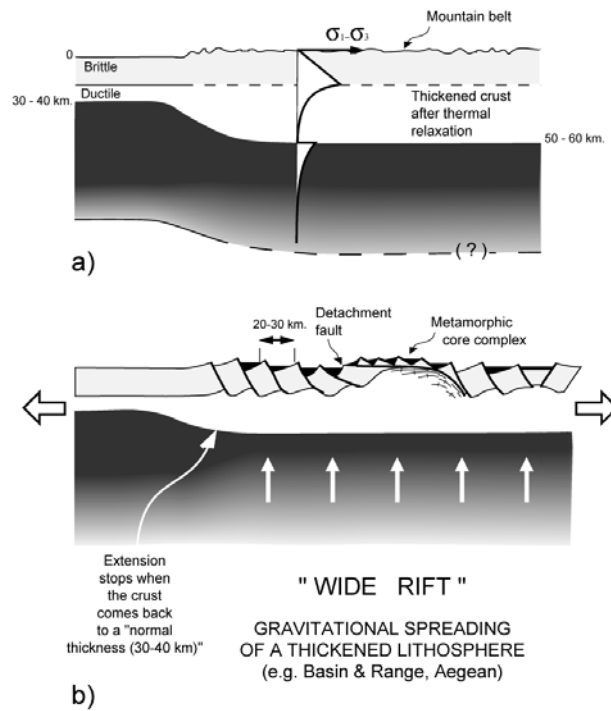 σ1-σ3
Mountain belt
0
Brittle
Ductile
30 - 40 km.
Thickened crust
after thermal
relaxation
50 - 60 km.
(?)
a)
20-30 km.
Detachment
fault
Metamorphic
core complex
Extension
stops when
the crust
comes back
to a "normal
thickness (30-40 km)"
" WIDE RIFT "
GRAVITATIONAL SPREADING
OF A THICKENED LITHOSPHERE
(e.g. Basin & Range, Aegean)
b)